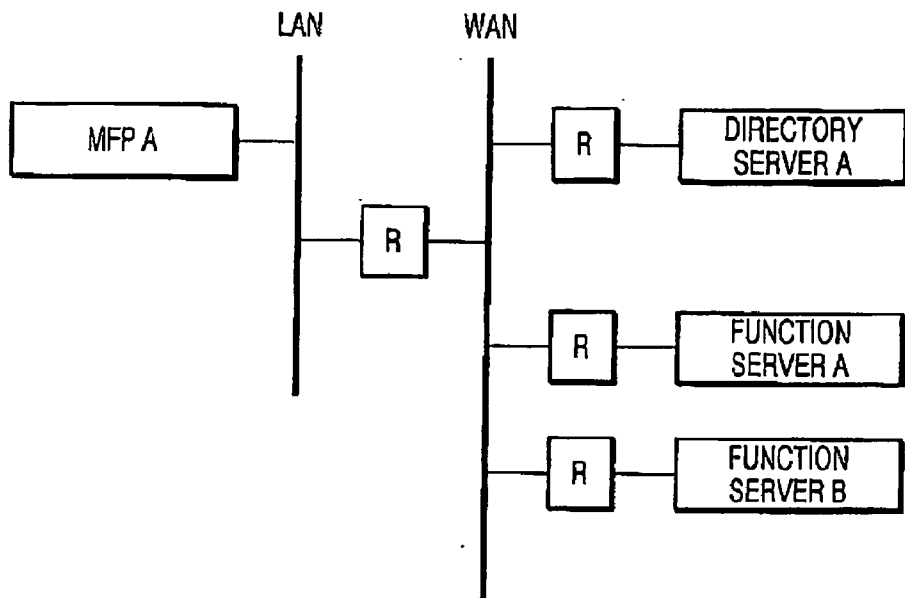 LAN
WAN
MFP A
R
DIRECTORY
SERVER A
R
R
FUNCTION
SERVER A
R
FUNCTION
SERVER B